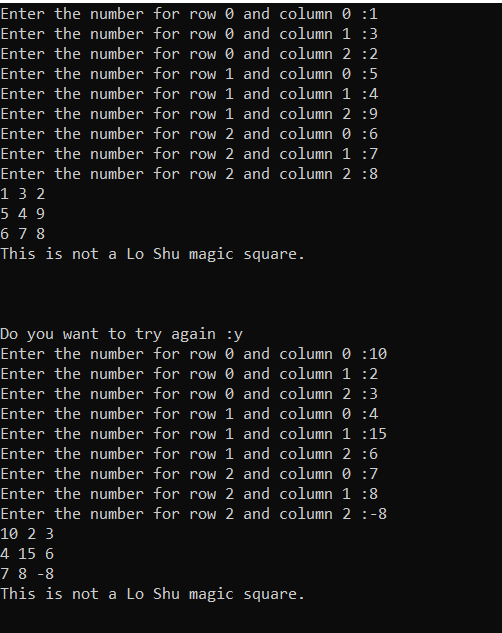 Enter the number for row 0 and column 0 :1
Enter the number for row 0 and column 1 :3
Enter the number for row 0 and column 2 :2
Enter the number for row 1 and column 0 :5
Enter the number for row 1 and column 1 :4
Enter the number for row 1 and column 2 :9
Enter the number for row 2 and column 0 :6
Enter the number for row 2 and column 1 :7
Enter the number for row 2 and column 2 :8
1 3 2
5 4 9
6 7 8
This is not a Lo Shu magic square.
Do you want to try again :y
Enter the number for row 0 and column 0 :10
Enter the number for row 0 and column 1 :2
Enter the number for row 0 and column 2 :3
Enter the number for row 1 and column 0 :4
Enter the number for row 1 and column 1 :15
Enter the number for row 1 and column 2 :6
Enter the number for row 2 and column 0 :7
Enter the number for row 2 and column 1 :8
Enter the number for row 2 and column 2 :-8
10 2 3
4 15 6
7 8 -8
This is not a Lo Shu magic square.